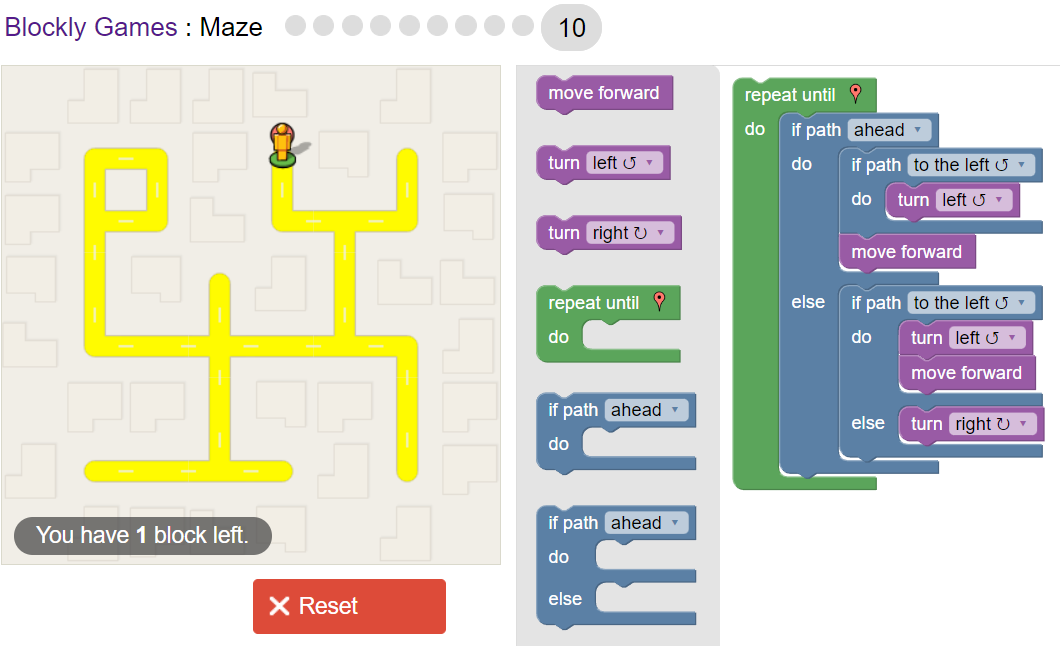 Blockly Games : Maze 10
You have 1 block left.
Reset
move forward
turn left ↺
turn right ↻
repeat until
do
if path ahead
do
if path ahead
do
else
repeat until
do if path ahead
do if path to the left ↺
do turn left ↺
move forward
else if path to the left ↺
do turn left ↺
move forward
else turn right ↻